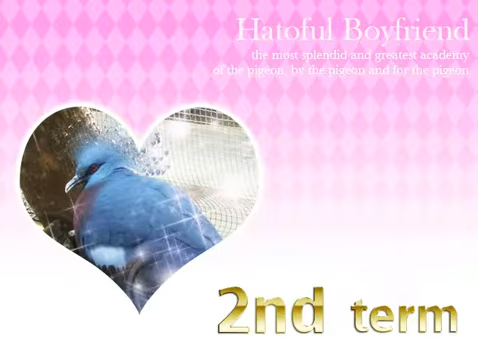 Hatoful Boyfriend
the most splendid and greatest academy
of the pigeon, by the pigeon and for the pigeon
2nd term